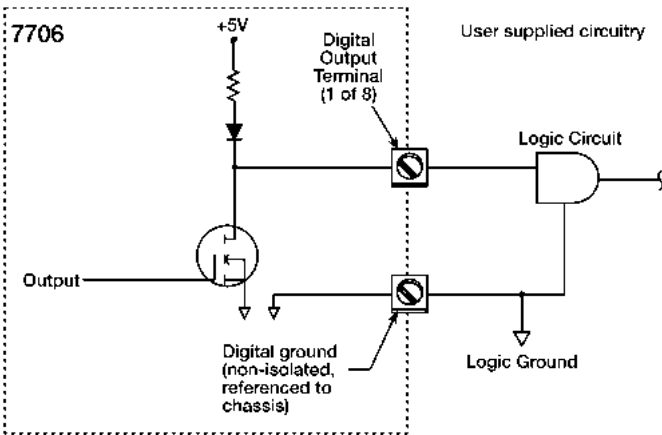 7706
+5V
Digital
Output
Terminal
(1 of 8)
User supplied circuitry
Logic Circuit
Output
Digital ground
(non-isolated,
referenced to
chassis)
Logic Ground